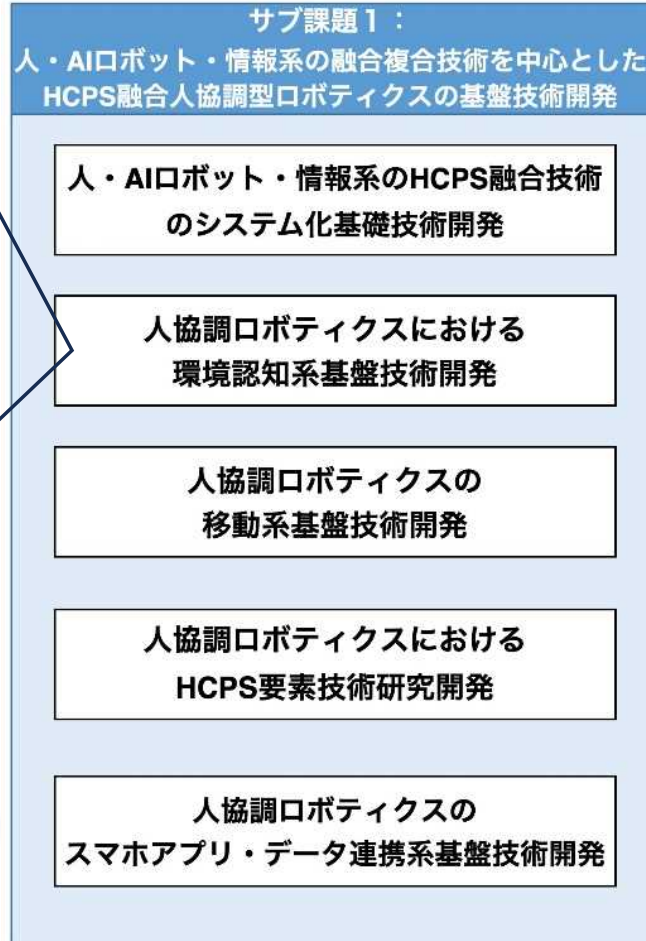 サブ課題1：
人・AIロボット・情報系の融合複合技術を中心とした
HCPS融合人協調型ロボティクスの基盤技術開発
人・AIロボット・情報系のHCPS融合技術
のシステム化基礎技術開発
人協調ロボティクスにおける
環境認知系基盤技術開発
人協調ロボティクスの
移動系基盤技術開発
人協調ロボティクスにおける
HCPS要素技術研究開発
人協調ロボティクスの
スマホアプリ・データ連携系基盤技術開発